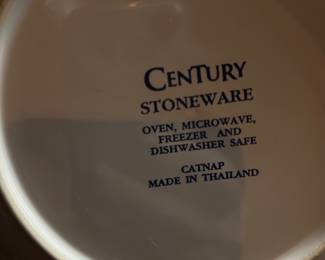 CENTURY
STONEWARE
OVEN, MICROWAVE,
FREEZER AND
DISHWASHER SAFE
CATNAP
MADE IN THAILAND